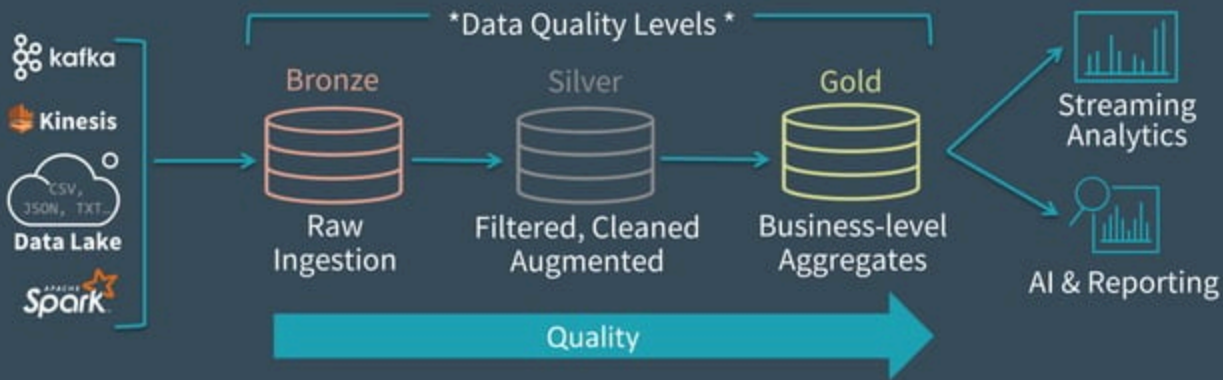 *Data Quality Levels *
kafka
Kinesis
CSV,
JSON, TXT...
Data Lake
APACHE
Spark
Bronze
Raw
Ingestion
Silver
Filtered, Cleaned
Augmented
Gold
Business-level
Aggregates
Streaming
Analytics
AI & Reporting
Quality